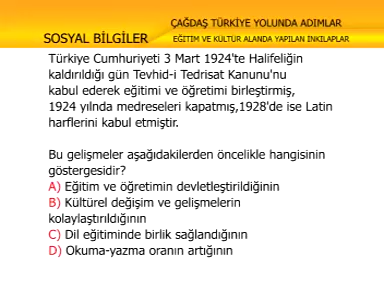 ÇAĞDAŞ TÜRKİYE YOLUNDA ADIMLAR
SOSYAL BİLGİLER
EĞİTİM VE KÜLTÜR ALANDA YAPILAN İNKILAPLAR
Türkiye Cumhuriyeti 3 Mart 1924'te Halifeliğin
kaldırıldığı gün Tevhid-i Tedrisat Kanunu'nu
kabul ederek eğitimi ve öğretimi birleştirmiş,
1924 yılnda medreseleri kapatmış,1928'de ise Latin
harflerini kabul etmiştir.
Bu gelişmeler aşağıdakilerden öncelikle hangisinin
göstergesidir?
A) Eğitim ve öğretimin devletleştirildiğinin
B) Kültürel değişim ve gelişmelerin
kolaylaştırıldığının
C) Dil eğitiminde birlik sağlandığının
D) Okuma-yazma oranın artığının